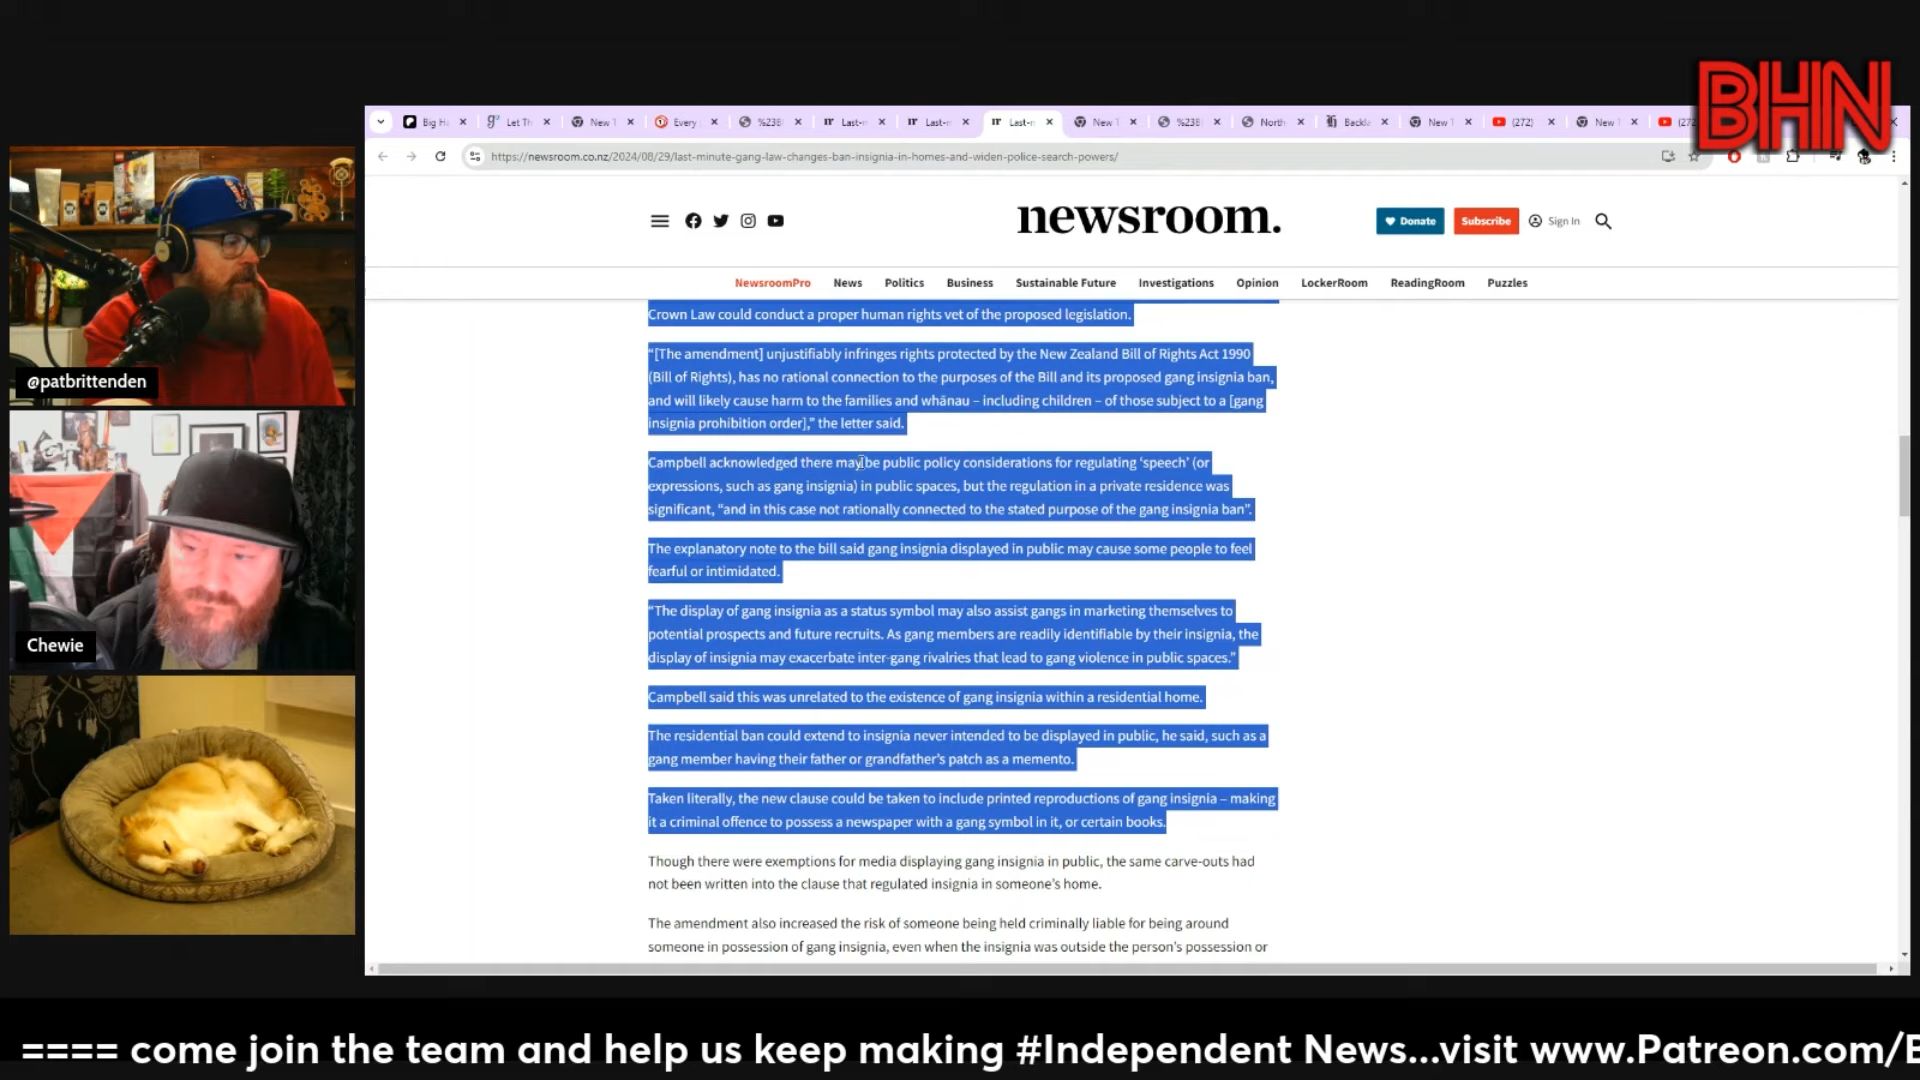 BHN
Big H
Let Th
New T
Every
%23B
Last-r
Last-r
Last-r
New T
%23B
North
Backla
New T
(272)
New
(272
https://newsroom.co.nz/2024/08/29/last-minute-gang-law-changes-ban-insignia-in-homes-and-widen-police-search-powers/
newsroom.
Donate
Subscribe
Sign In
NewsroomPro
News
Politics
Business
Sustainable Future
Investigations
Opinion
LockerRoom
ReadingRoom
Puzzles
Crown Law could conduct a proper human rights vet of the proposed legislation.
“[The amendment] unjustifiably infringes rights protected by the New Zealand Bill of Rights Act 1990
(Bill of Rights), has no rational connection to the purposes of the Bill and its proposed gang insignia ban,
and will likely cause harm to the families and whānau – including children – of those subject to a [gang
insignia prohibition order],” the letter said.
Campbell acknowledged there may be public policy considerations for regulating ‘speech’ (or
expressions, such as gang insignia) in public spaces, but the regulation in a private residence was
significant, “and in this case not rationally connected to the stated purpose of the gang insignia ban”.
The explanatory note to the bill said gang insignia displayed in public may cause some people to feel
fearful or intimidated.
“The display of gang insignia as a status symbol may also assist gangs in marketing themselves to
potential prospects and future recruits. As gang members are readily identifiable by their insignia, the
display of insignia may exacerbate inter-gang rivalries that lead to gang violence in public spaces.”
Campbell said this was unrelated to the existence of gang insignia within a residential home.
The residential ban could extend to insignia never intended to be displayed in public, he said, such as a
gang member having their father or grandfather’s patch as a memento.
Taken literally, the new clause could be taken to include printed reproductions of gang insignia – making
it a criminal offence to possess a newspaper with a gang symbol in it, or certain books.
Though there were exemptions for media displaying gang insignia in public, the same carve-outs had
not been written into the clause that regulated insignia in someone’s home.
The amendment also increased the risk of someone being held criminally liable for being around
someone in possession of gang insignia, even when the insignia was outside the person’s possession or
@patbrittenden
Chewie
==== come join the team and help us keep making #Independent News...visit www.Patreon.com/B